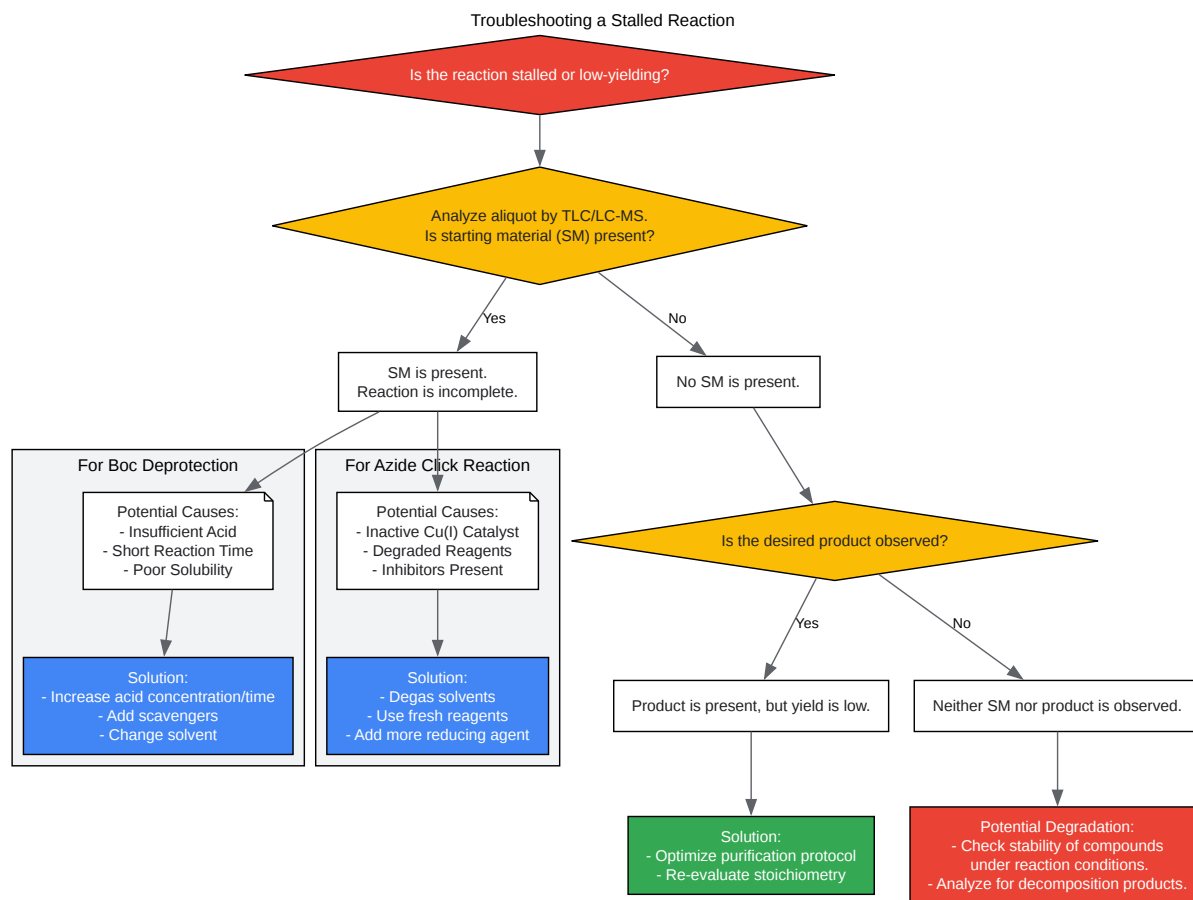 Troubleshooting a Stalled Reaction
Is the reaction stalled or low-yielding?
Analyze aliquot by TLC/LC-MS.
Is starting material (SM) present?
Yes
No
SM is present.
Reaction is incomplete.
No SM is present.
For Boc Deprotection
Potential Causes:
- Insufficient Acid
- Short Reaction Time
- Poor Solubility
Solution:
- Increase acid concentration/time
- Add scavengers
- Change solvent
For Azide Click Reaction
Potential Causes:
- Inactive Cu(I) Catalyst
- Degraded Reagents
- Inhibitors Present
Solution:
- Degas solvents
- Use fresh reagents
- Add more reducing agent
Is the desired product observed?
Yes
No
Product is present, but yield is low.
Neither SM nor product is observed.
Solution:
- Optimize purification protocol
- Re-evaluate stoichiometry
Potential Degradation:
- Check stability of compounds
under reaction conditions.
- Analyze for decomposition products.